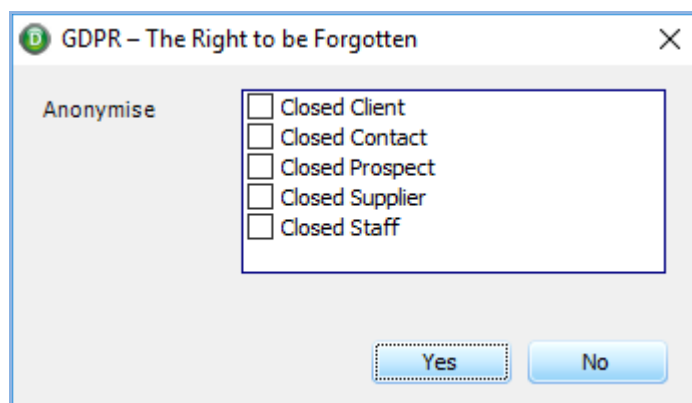 GDPR – The Right to be Forgotten
Anonymise
Closed Client
Closed Contact
Closed Prospect
Closed Supplier
Closed Staff
Yes No